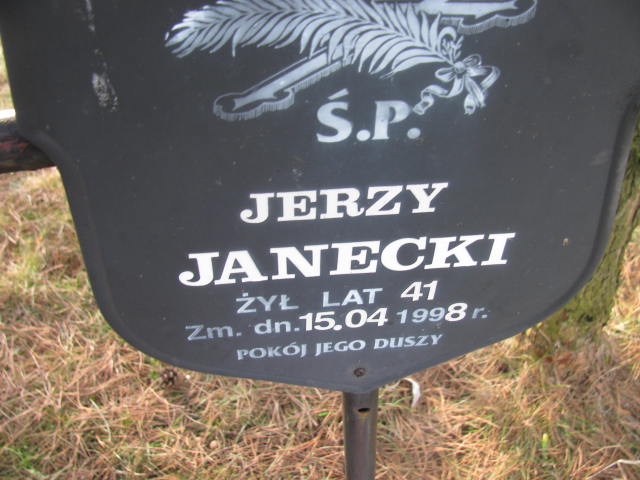 Ś.P.
JERZY
JANECKI
ŻYŁ LAT 41
Zm. dn. 15.04 1998 r.
POKÓJ JEGO DUSZY